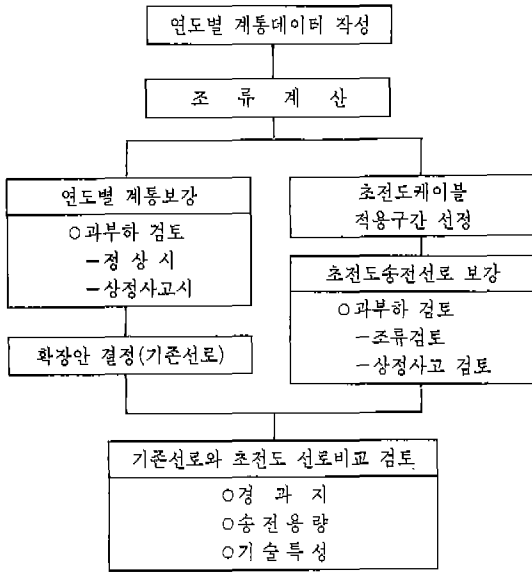 연도별 계통데이터 작성
조 류 계 산
연도별 계통보강
○과부하 검토
－정 상 시
－상정사고시
확장안 결정(기존선로)
초전도케이블
적용구간 선정
초전도송전선로 보강
○과부하 검토
－조류검토
－상정사고 검토
기존선로와 초전도 선로비교 검토
○경 과 지
○송전용량
○기술특성